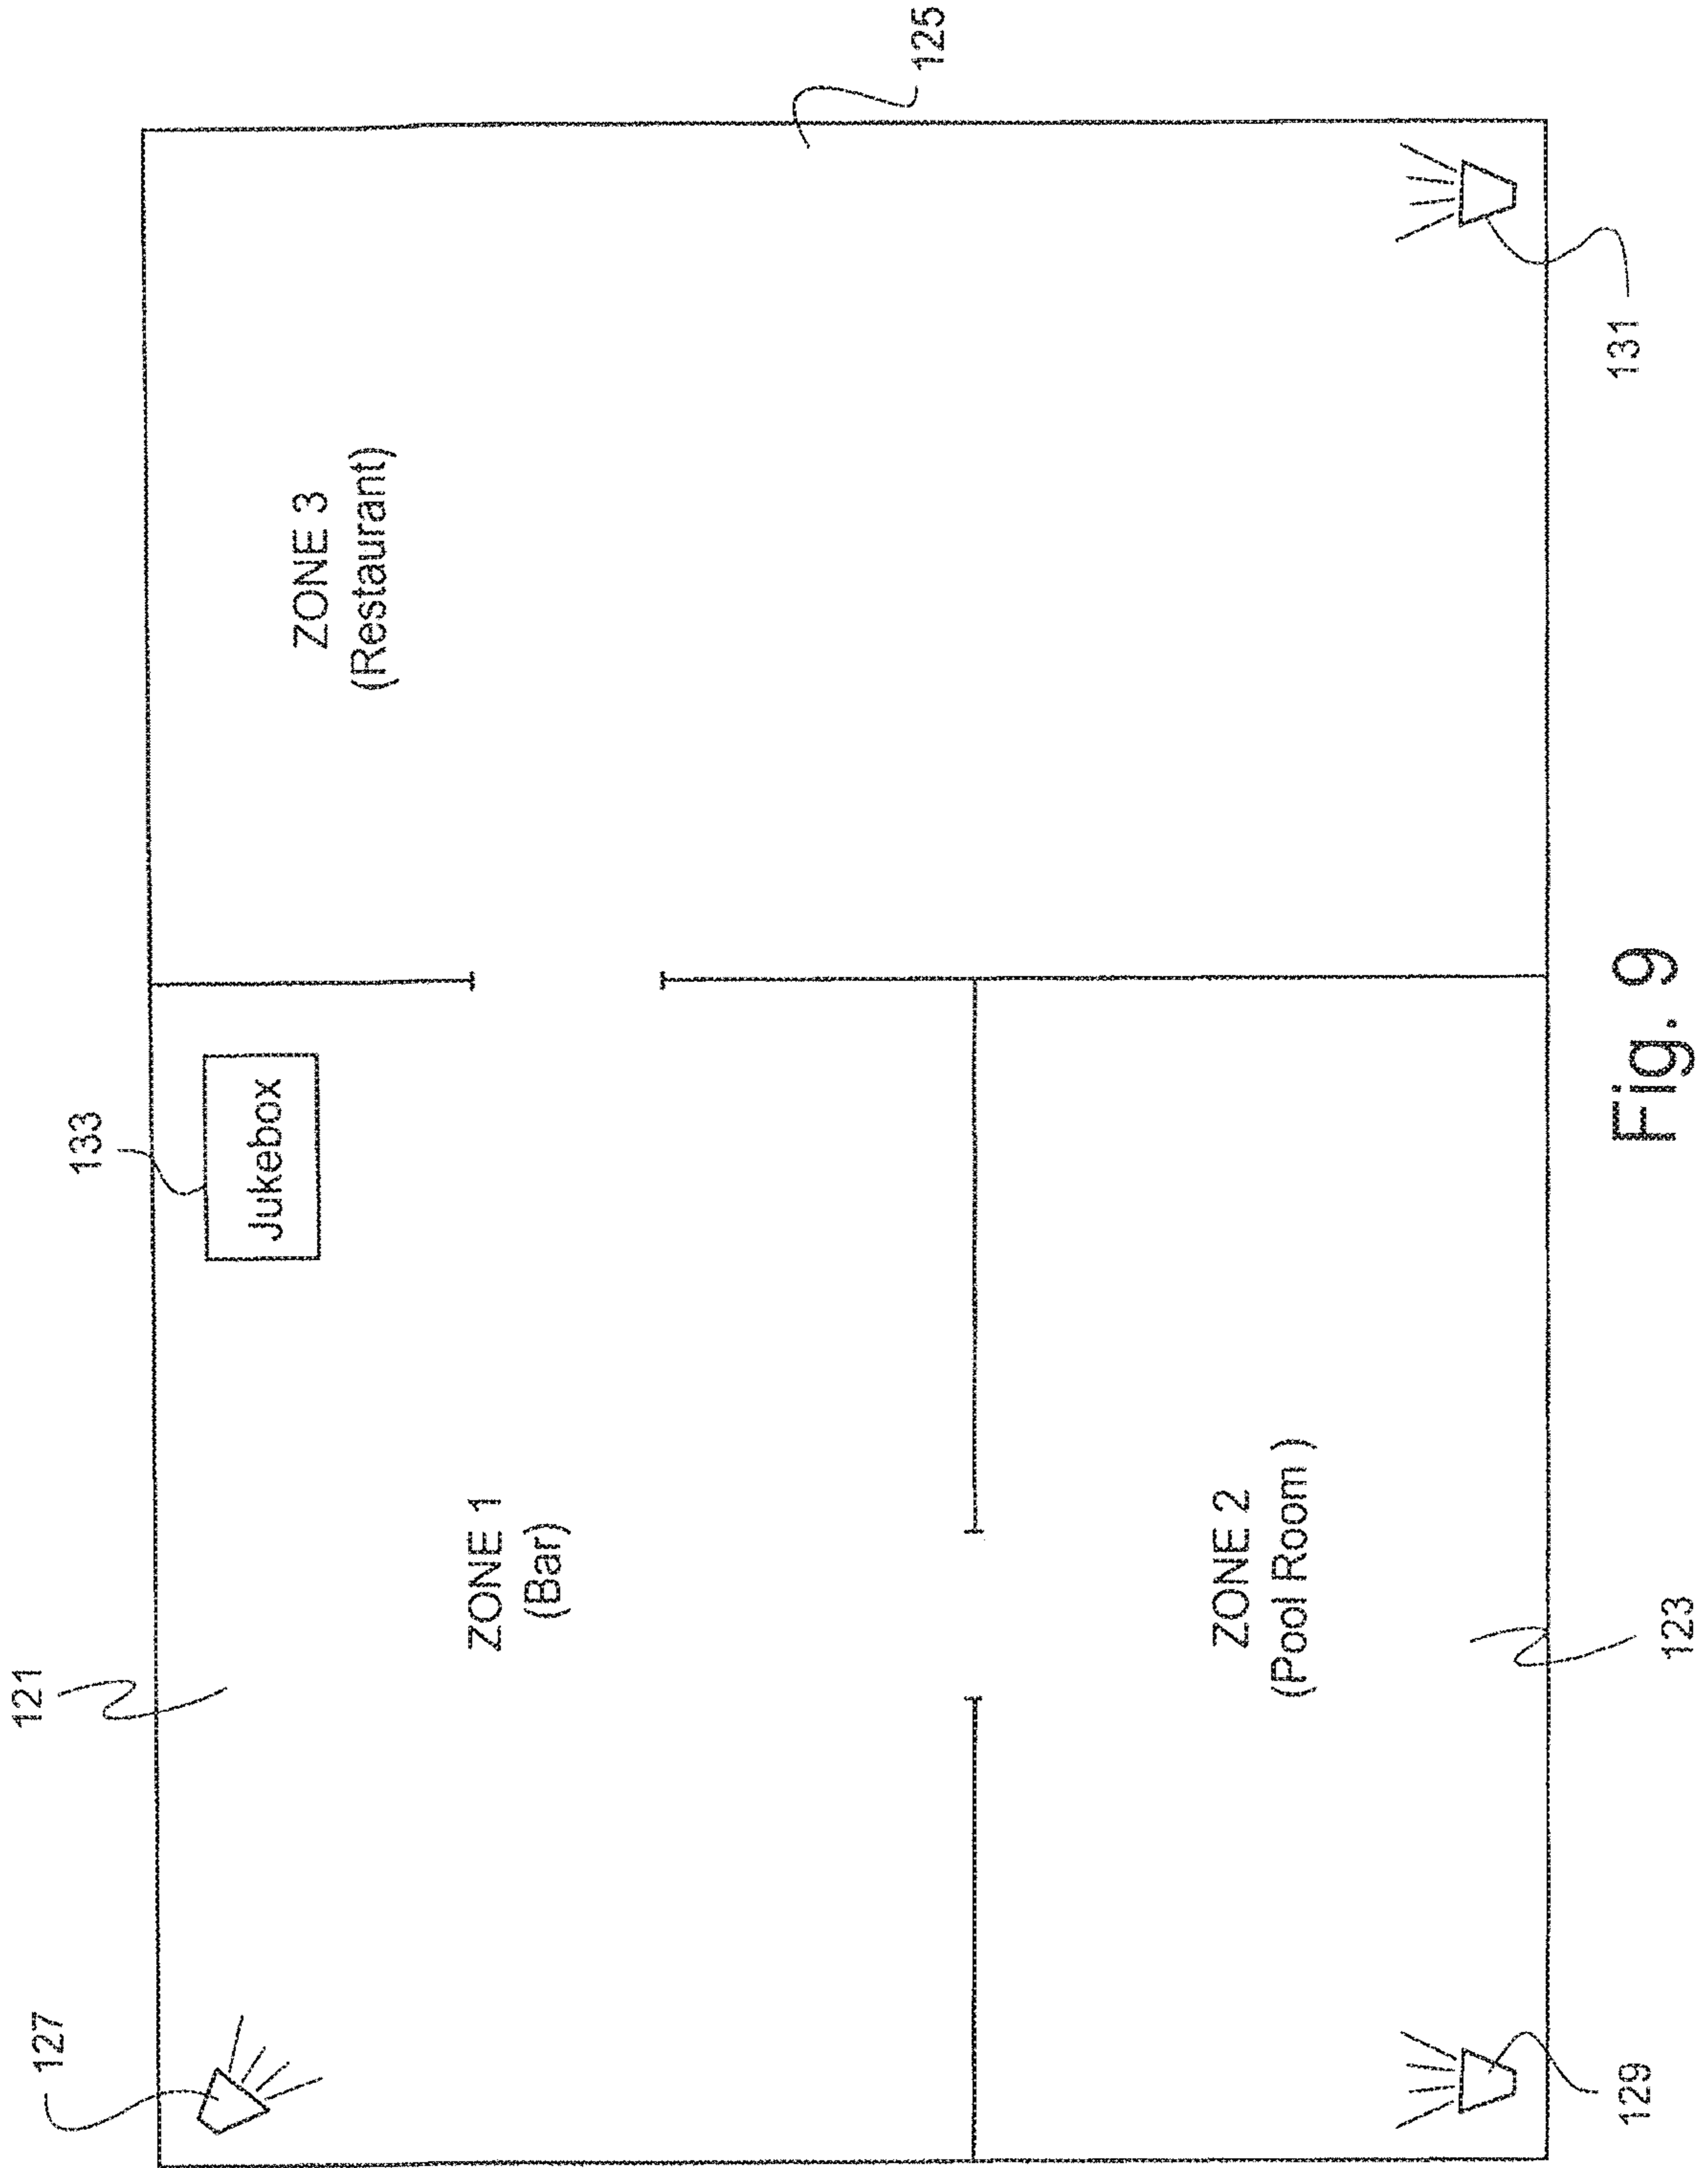 127
121
133
Jukebox
ZONE 1
(Bar)
ZONE 3
(Restaurant)
125
ZONE 2
(Pool Room )
129
123
131
Fig. 9